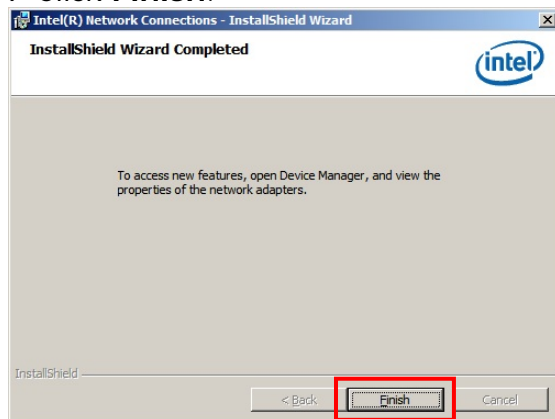 Intel(R) Network Connections - InstallShield Wizard
InstallShield Wizard Completed
intel
To access new features, open Device Manager, and view the
properties of the network adapters.
InstallShield
< Back
Finish
Cancel